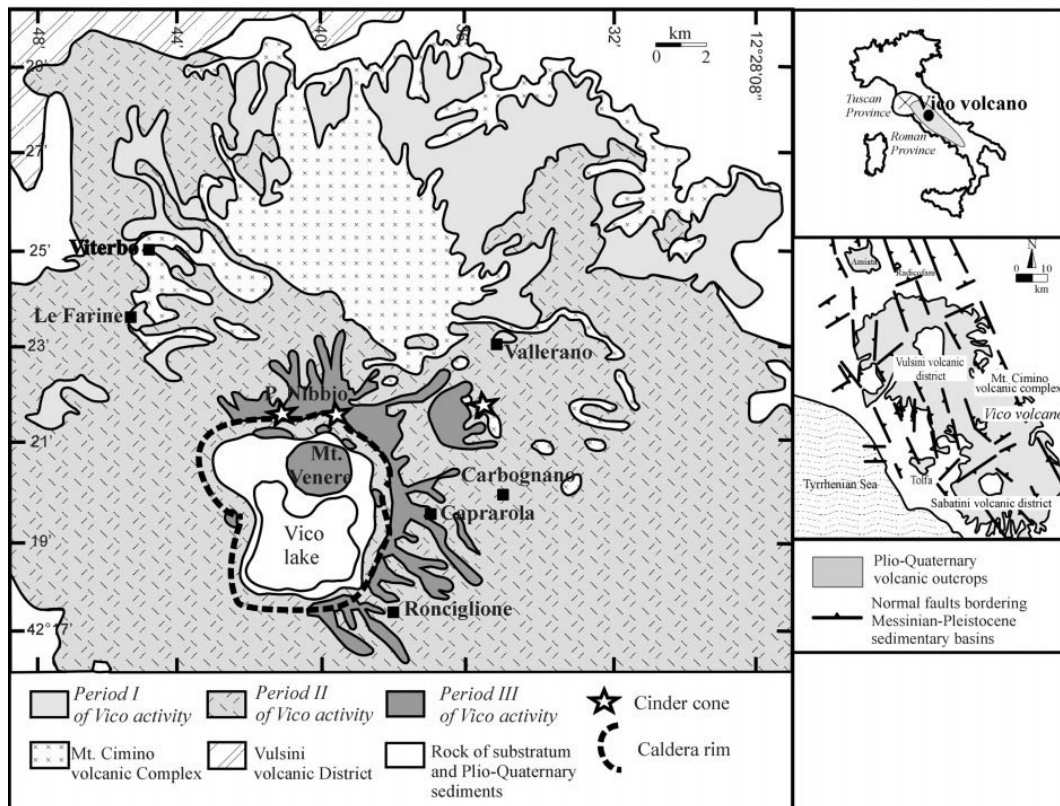 48'
44'
40'
32'
12°28'08"
km
0 2
29'
27'
25'
23'
21'
19'
42°17'
Viterbo
Le Farine
Vallerano
P. Nibbio
Mt.
Venere
Carbognano
Caprarola
Vico
lake
Ronciglione
Period I
of Vico activity
Period II
of Vico activity
Period III
of Vico activity
Cinder cone
Mt. Cimino
volcanic Complex
Vulsini
volcanic District
Rock of substratum
and Plio-Quaternary
sediments
Caldera rim
Tuscan
Province
Vico volcano
Roman
Province
Amiata
Radicofani
N
0 10
km
Vulsini volcanic
district
Mt. Cimino
volcanic complex
Vico volcano
Tolfa
Tyrrhenian Sea
Sabatini volcanic district
Plio-Quaternary
volcanic outcrops
Normal faults bordering
Messinian-Pleistocene
sedimentary basins